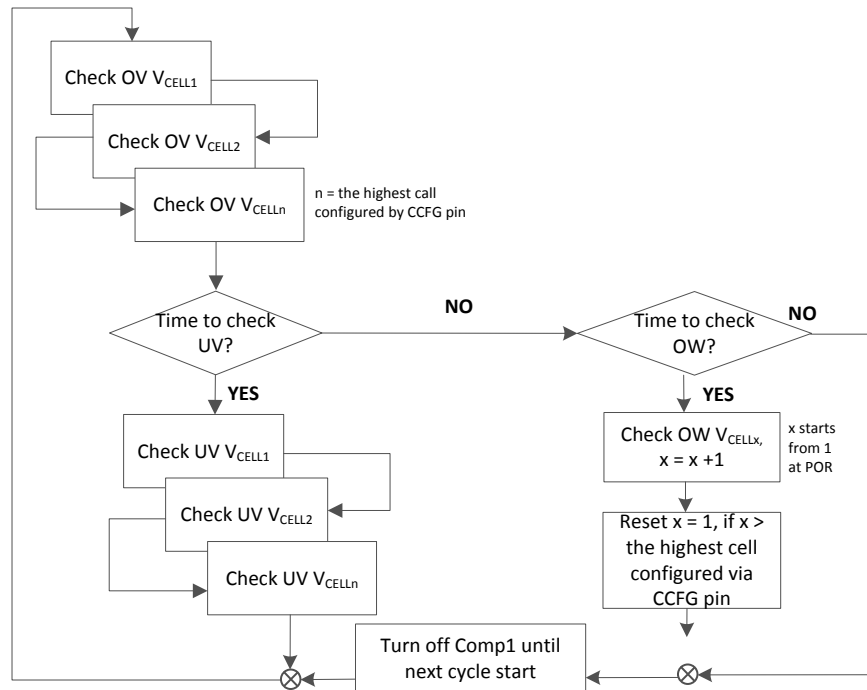 Check OV VCELL1
Check OV VCELL2
Check OV VCELLn
n = the highest call
configured by CCFG pin
Time to check
UV?
NO
Time to check
OW?
NO
YES
YES
Check UV VCELL1
Check UV VCELL2
Check UV VCELLn
Check OW VCELLx,
x = x +1
x starts
from 1
at POR
Reset x = 1, if x >
the highest cell
configured via
CCFG pin
Turn off Comp1 until
next cycle start